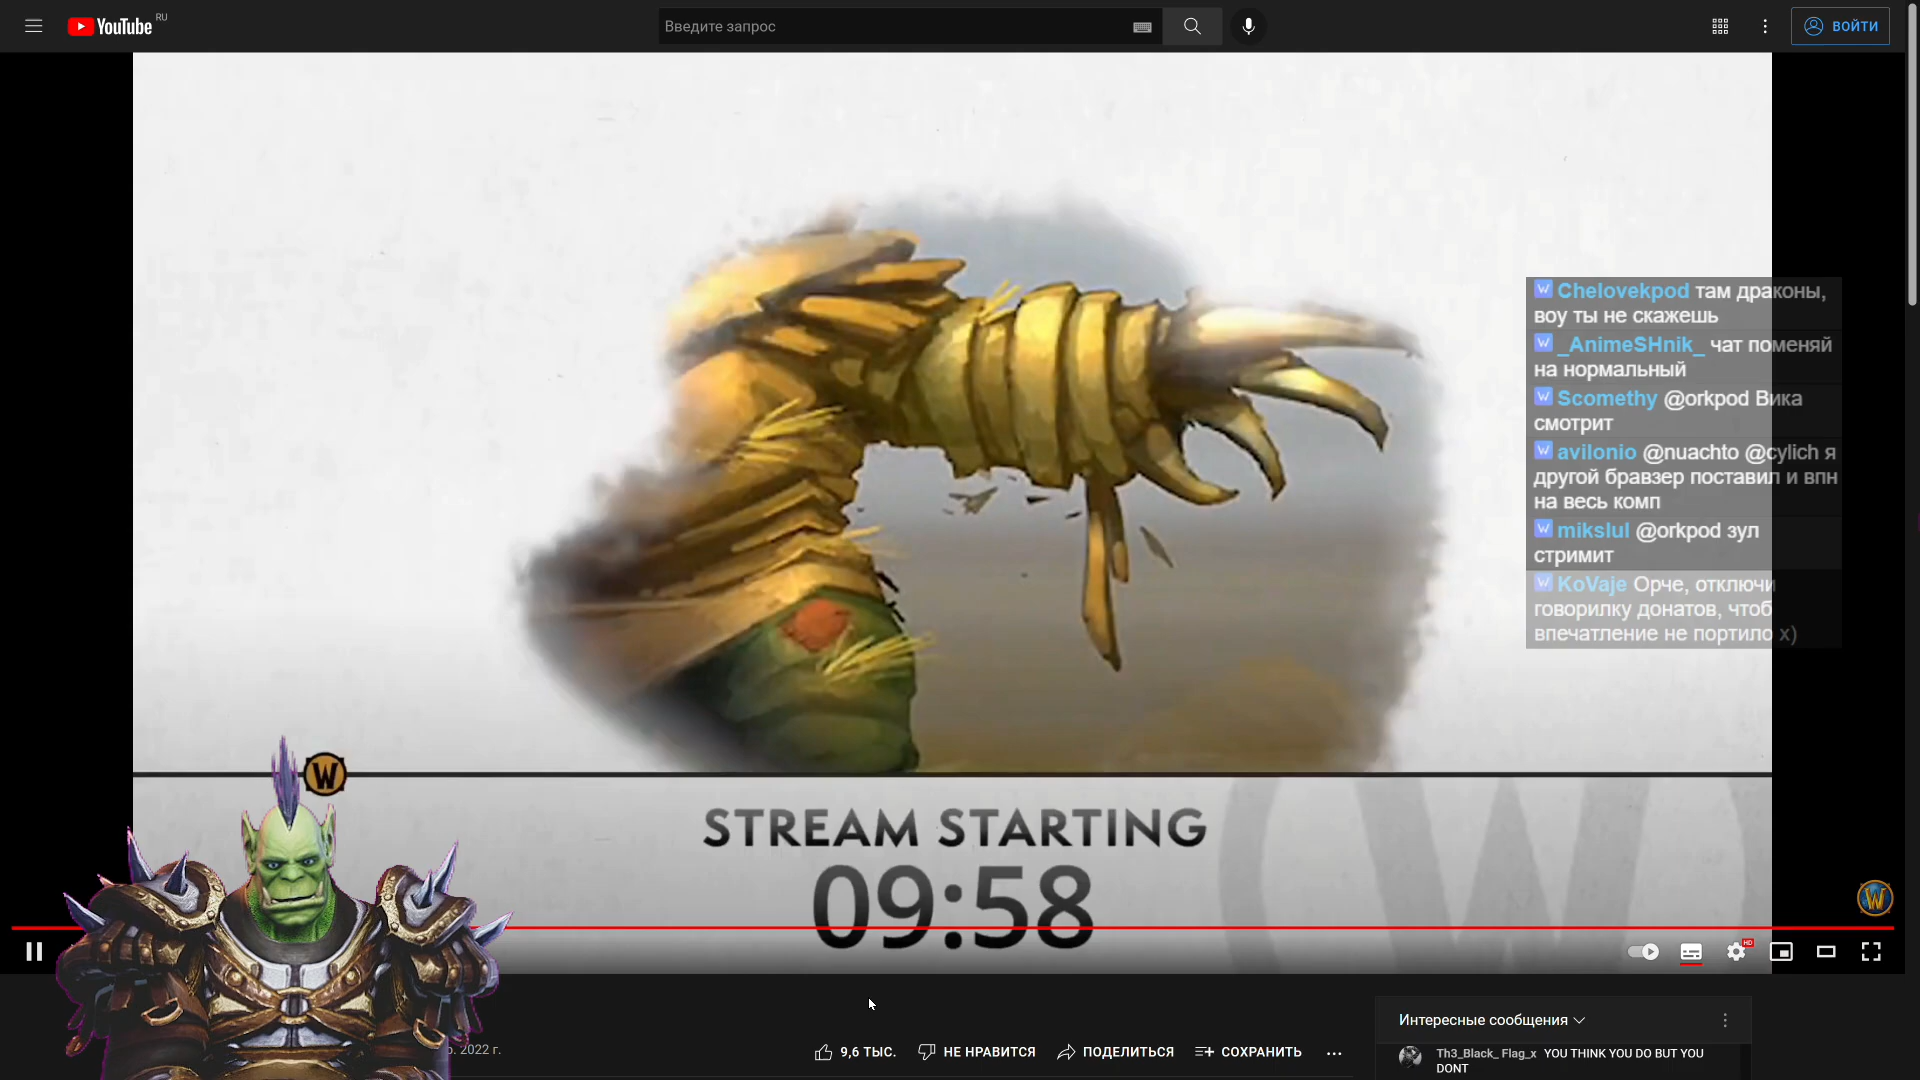 YouTube RU
Введите запрос
ВОЙТИ
Chelovekpod там драконы,
воу ты не скажешь
_AnimeSHnik_ чат поменяй
на нормальный
Scomethy @orkpod Вика
смотрит
avilonio @nuachto @cylich я
другой бравзер поставил и впн
на весь комп
mikslul @orkpod зул
стримит
KoVaje Орче, отключи
говорилку донатов, чтоб
впечатление не портило х)
W
STREAM STARTING
09:58
W
HD
2022 г.
9,6 ТЫС.
НЕ НРАВИТСЯ
ПОДЕЛИТЬСЯ
СОХРАНИТЬ
Интересные сообщения
Th3_Black_ Flag_x YOU THINK YOU DO BUT YOU
DONT